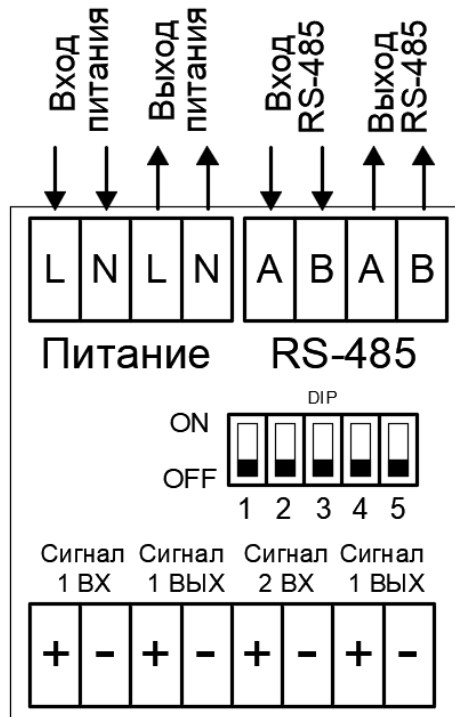 Вход питания
Выход питания
Вход RS-485
Выход RS-485
L N L N A B A B
Питание RS-485
DIP
ON
OFF
1 2 3 4 5
Сигнал Сигнал Сигнал Сигнал
1 ВХ 1 ВЫХ 2 ВХ 1 ВЫХ
+ - + - + - + -